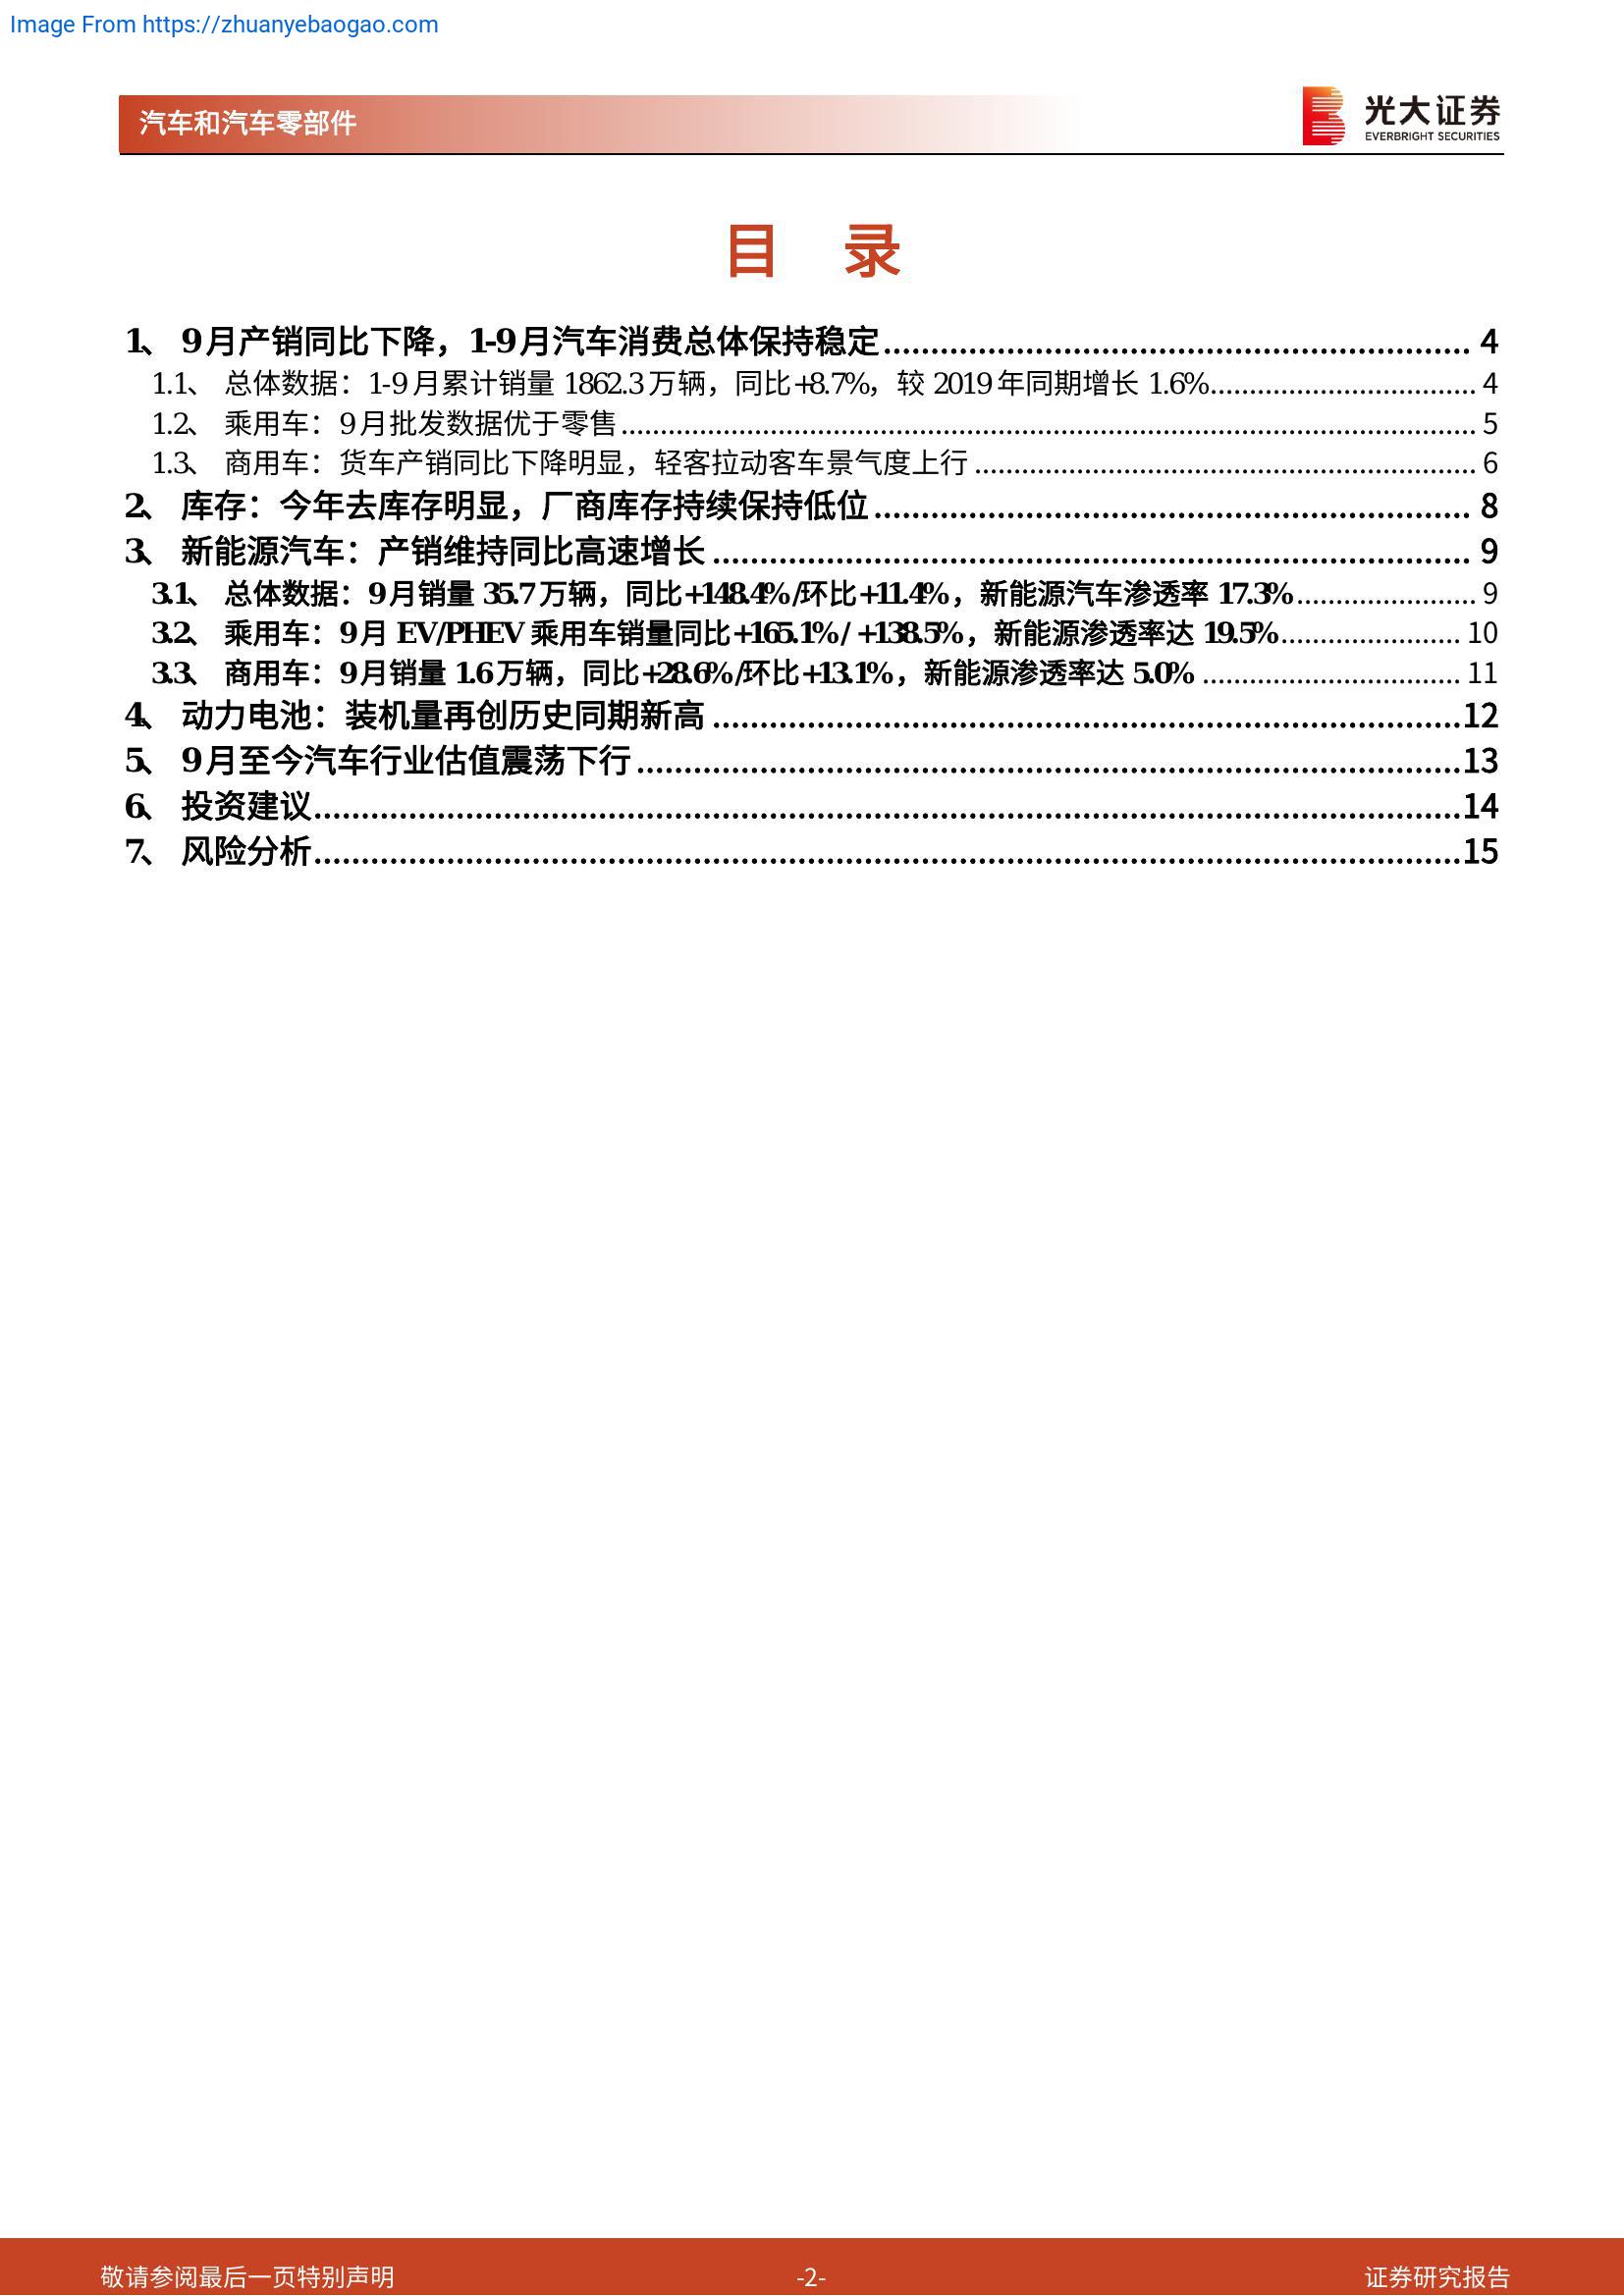 Image From https://zhuanyebaogao.com
汽车和汽车零部件
光大证券
EVERBRIGHT SECURITIES
目 录
1、 9月产销同比下降，1-9月汽车消费总体保持稳定........................................ 4
1.1、 总体数据：1-9月累计销量 1862.3万辆，同比+8.7%，较 2019年同期增长 1.6%.................... 4
1.2、 乘用车：9月批发数据优于零售........................................ 5
1.3、 商用车：货车产销同比下降明显，轻客拉动客车景气度上行........................................ 6
2、 库存：今年去库存明显，厂商库存持续保持低位........................................ 8
3、 新能源汽车：产销维持同比高速增长........................................ 9
3.1、 总体数据：9月销量 35.7万辆，同比+148.4%/环比+11.4%，新能源汽车渗透率 17.3%.................... 9
3.2、 乘用车：9月 EV/PHEV 乘用车销量同比+165.1%/ +138.5%，新能源渗透率达 19.5%.................... 10
3.3、 商用车：9月销量 1.6万辆，同比+28.6%/环比+13.1%，新能源渗透率达 5.0% .................... 11
4、 动力电池：装机量再创历史同期新高........................................12
5、 9月至今汽车行业估值震荡下行........................................13
6、 投资建议........................................14
7、 风险分析........................................15
敬请参阅最后一页特别声明
-2-
证券研究报告